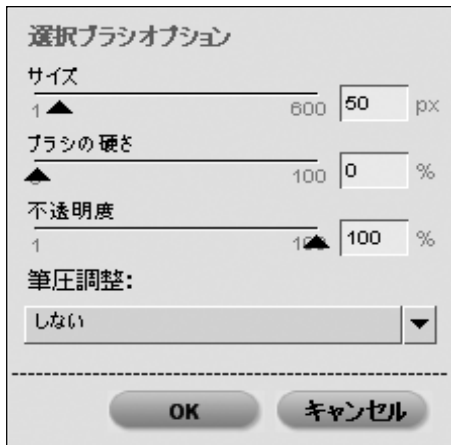 選択ブラシオプション
サイズ
1 600 50 px
ブラシの硬さ
0 100 0 %
不透明度
1 100 100 %
筆圧調整:
しない
OK キャンセル